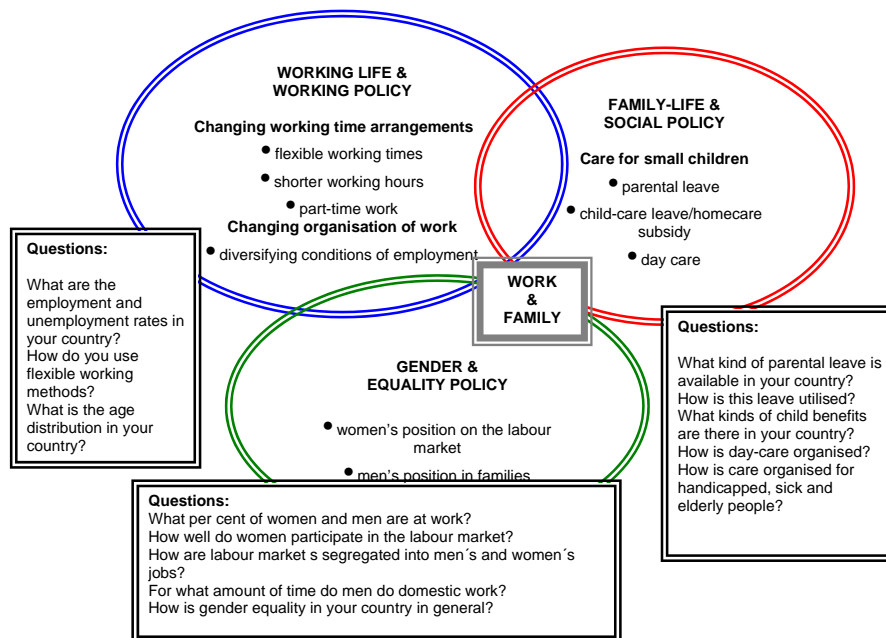 WORKING LIFE &
WORKING POLICY
Changing working time arrangements
• flexible working times
• shorter working hours
• part-time work
Changing organisation of work
• diversifying conditions of employment
FAMILY-LIFE &
SOCIAL POLICY
Care for small children
• parental leave
• child-care leave/homecare
subsidy
• day care
WORK
&
FAMILY
Questions:
What are the
employment and
unemployment rates in
your country?
How do you use
flexible working
methods?
What is the age
distribution in your
country?
GENDER &
EQUALITY POLICY
• women's position on the labour
market
• men's position in families
Questions:
What kind of parental leave is
available in your country?
How is this leave utilised?
What kinds of child benefits
are there in your country?
How is day-care organised?
How is care organised for
handicapped, sick and
elderly people?
Questions:
What per cent of women and men are at work?
How well do women participate in the labour market?
How are labour market s segregated into men´s and women´s
jobs?
For what amount of time do men do domestic work?
How is gender equality in your country in general?